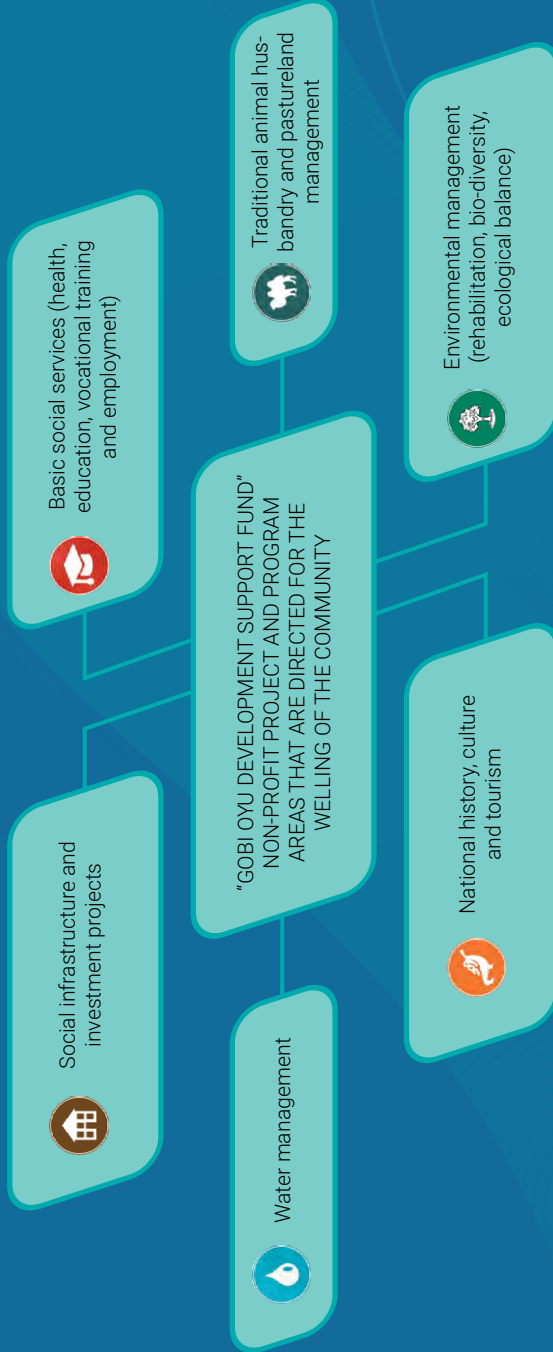 Social infrastructure and
investment projects
Basic social services (health,
education, vocational training
and employment)
Water management
"GOBI OYU DEVELOPMENT SUPPORT FUND"
NON-PROFIT PROJECT AND PROGRAM
AREAS THAT ARE DIRECTED FOR THE
WELLING OF THE COMMUNITY
Traditional animal hus-
bandry and pastureland
management
National history, culture
and tourism
Environmental management
(rehabilitation, bio-diversity,
ecological balance)